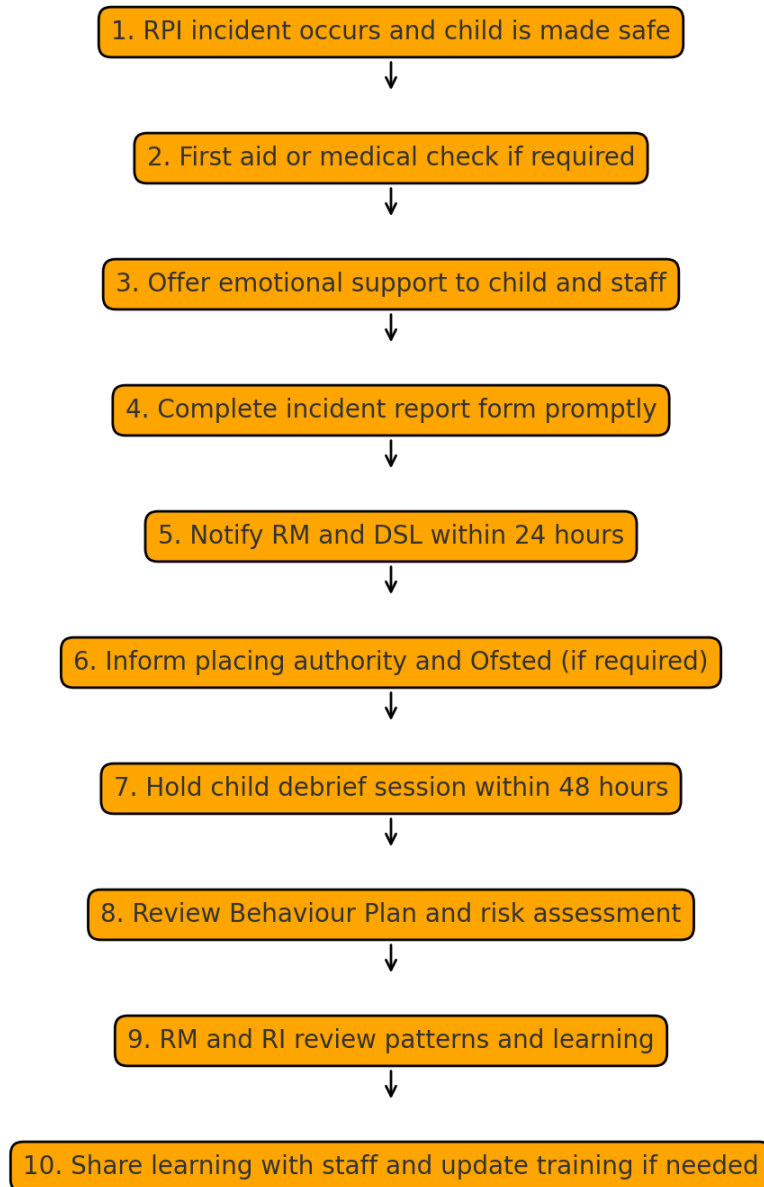 1. RPI incident occurs and child is made safe
2. First aid or medical check if required
3. Offer emotional support to child and staff
4. Complete incident report form promptly
5. Notify RM and DSL within 24 hours
6. Inform placing authority and Ofsted (if required)
7. Hold child debrief session within 48 hours
8. Review Behaviour Plan and risk assessment
9. RM and RI review patterns and learning
10. Share learning with staff and update training if needed